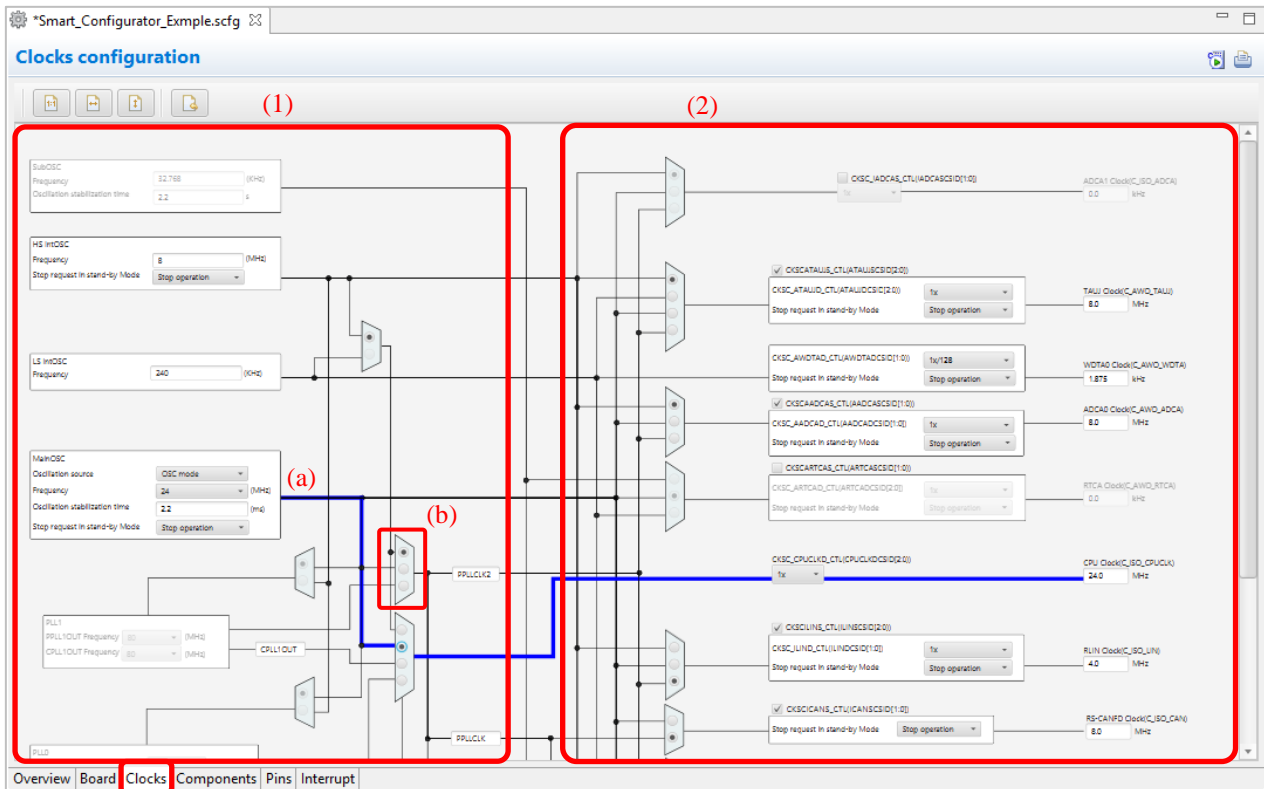 *Smart_Configurator_Exmple.scfg
Clocks configuration
(1)
(2)
SubOSC
Frequency 32.768 (KHz)
Oscillation stabilization time 2.2 s
HS IntOSC
Frequency 8 (MHz)
Stop request in stand-by Mode Stop operation
LS IntOSC
Frequency 240 (KHz)
MainOSC
Oscillation source OSC mode
Frequency 24 (MHz)
Oscillation stabilization time 2.2 (ms)
Stop request in stand-by Mode Stop operation
(a)
(b)
PPLLCLK2
PLL1
PPLL1OUT Frequency 80 (MHz)
CPLL1OUT Frequency 80 (MHz)
CPLL1OUT
PLL0
PPLLCLK
CKSC_IADCAS_CTL(IADCASCSID[1:0])
1x
ADCA1 Clock(C_ISO_ADCA)
0.0 kHz
CKSCATAUJS_CTL(ATAUJSCSID[2:0])
CKSC_ATAUJD_CTL(ATAUJDCSID[2:0]) 1x
Stop request in stand-by Mode Stop operation
TAUJ Clock(C_AWO_TAUJ)
8.0 MHz
CKSC_AWDTAD_CTL(AWDTADCSID[1:0]) 1x/128
Stop request in stand-by Mode Stop operation
WDTA0 Clock(C_AWO_WDTA)
1.875 kHz
CKSCAADCAS_CTL(AADCASCSID[1:0])
CKSC_AADCAD_CTL(AADCADCSID[1:0]) 1x
Stop request in stand-by Mode Stop operation
ADCA0 Clock(C_AWO_ADCA)
8.0 MHz
CKSCARTCAS_CTL(ARTCASCSID[1:0])
CKSC_ARTCAD_CTL(ARTCADCSID[2:0]) 1x
Stop request in stand-by Mode Stop operation
RTCA Clock(C_AWO_RTCA)
0.0 kHz
CKSC_CPUCLKD_CTL(CPUCLKDCSID[2:0])
1x
CPU Clock(C_ISO_CPUCLK)
24.0 MHz
CKSCILINS_CTL(ILINSCSID[2:0])
CKSC_ILIND_CTL(ILINDCSID[1:0]) 1x
Stop request in stand-by Mode Stop operation
RLIN Clock(C_ISO_LIN)
4.0 MHz
CKSCICANS_CTL(ICANSCSID[1:0])
Stop request in stand-by Mode Stop operation
RS-CANFD Clock(C_ISO_CAN)
8.0 MHz
Overview Board Clocks Components Pins Interrupt